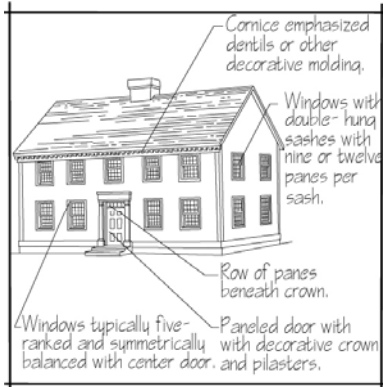 Cornice emphasized
dentils or other
decorative molding.
Windows with
double-hung
sashes with
nine or twelve
panes per
sash.
Row of panes
beneath crown.
Windows typically five-
ranked and symmetrically
balanced with center door.
Paneled door with
with decorative crown
and pilasters.